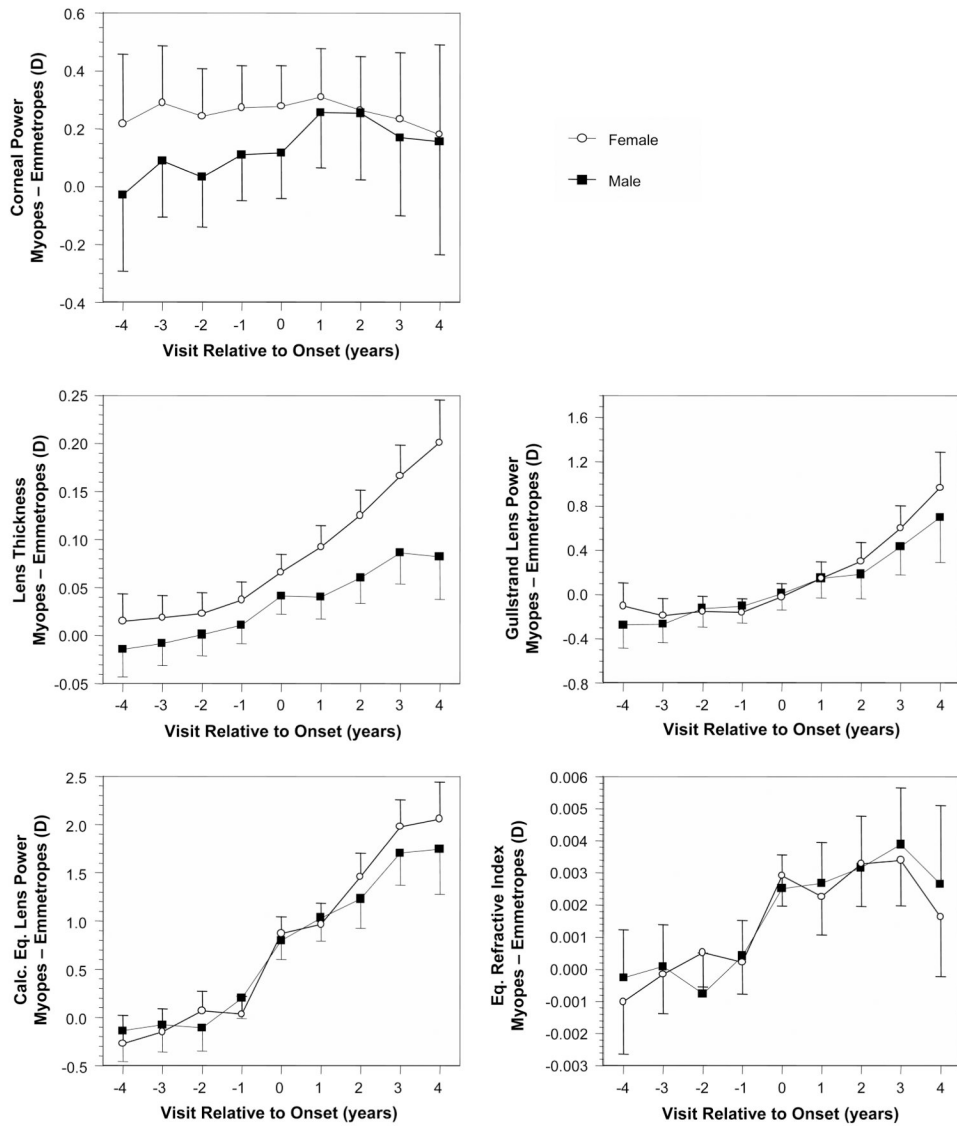 0.6
0.4
0.2
0.0
-0.2
-0.4
Corneal Power
Myopes – Emmetropes (D)
-4 -3 -2 -1 0 1 2 3 4
Visit Relative to Onset (years)
Female
Male
0.25
0.20
0.15
0.10
0.05
0.00
-0.05
Lens Thickness
Myopes – Emmetropes (D)
-4 -3 -2 -1 0 1 2 3 4
Visit Relative to Onset (years)
1.6
1.2
0.8
0.4
0.0
-0.4
-0.8
Gullstrand Lens Power
Myopes – Emmetropes (D)
-4 -3 -2 -1 0 1 2 3 4
Visit Relative to Onset (years)
2.5
2.0
1.5
1.0
0.5
0.0
-0.5
Calc. Eq. Lens Power
Myopes – Emmetropes (D)
-4 -3 -2 -1 0 1 2 3 4
Visit Relative to Onset (years)
0.006
0.005
0.004
0.003
0.002
0.001
0.000
-0.001
-0.002
-0.003
Eq. Refractive Index
Myopes – Emmetropes (D)
-4 -3 -2 -1 0 1 2 3 4
Visit Relative to Onset (years)